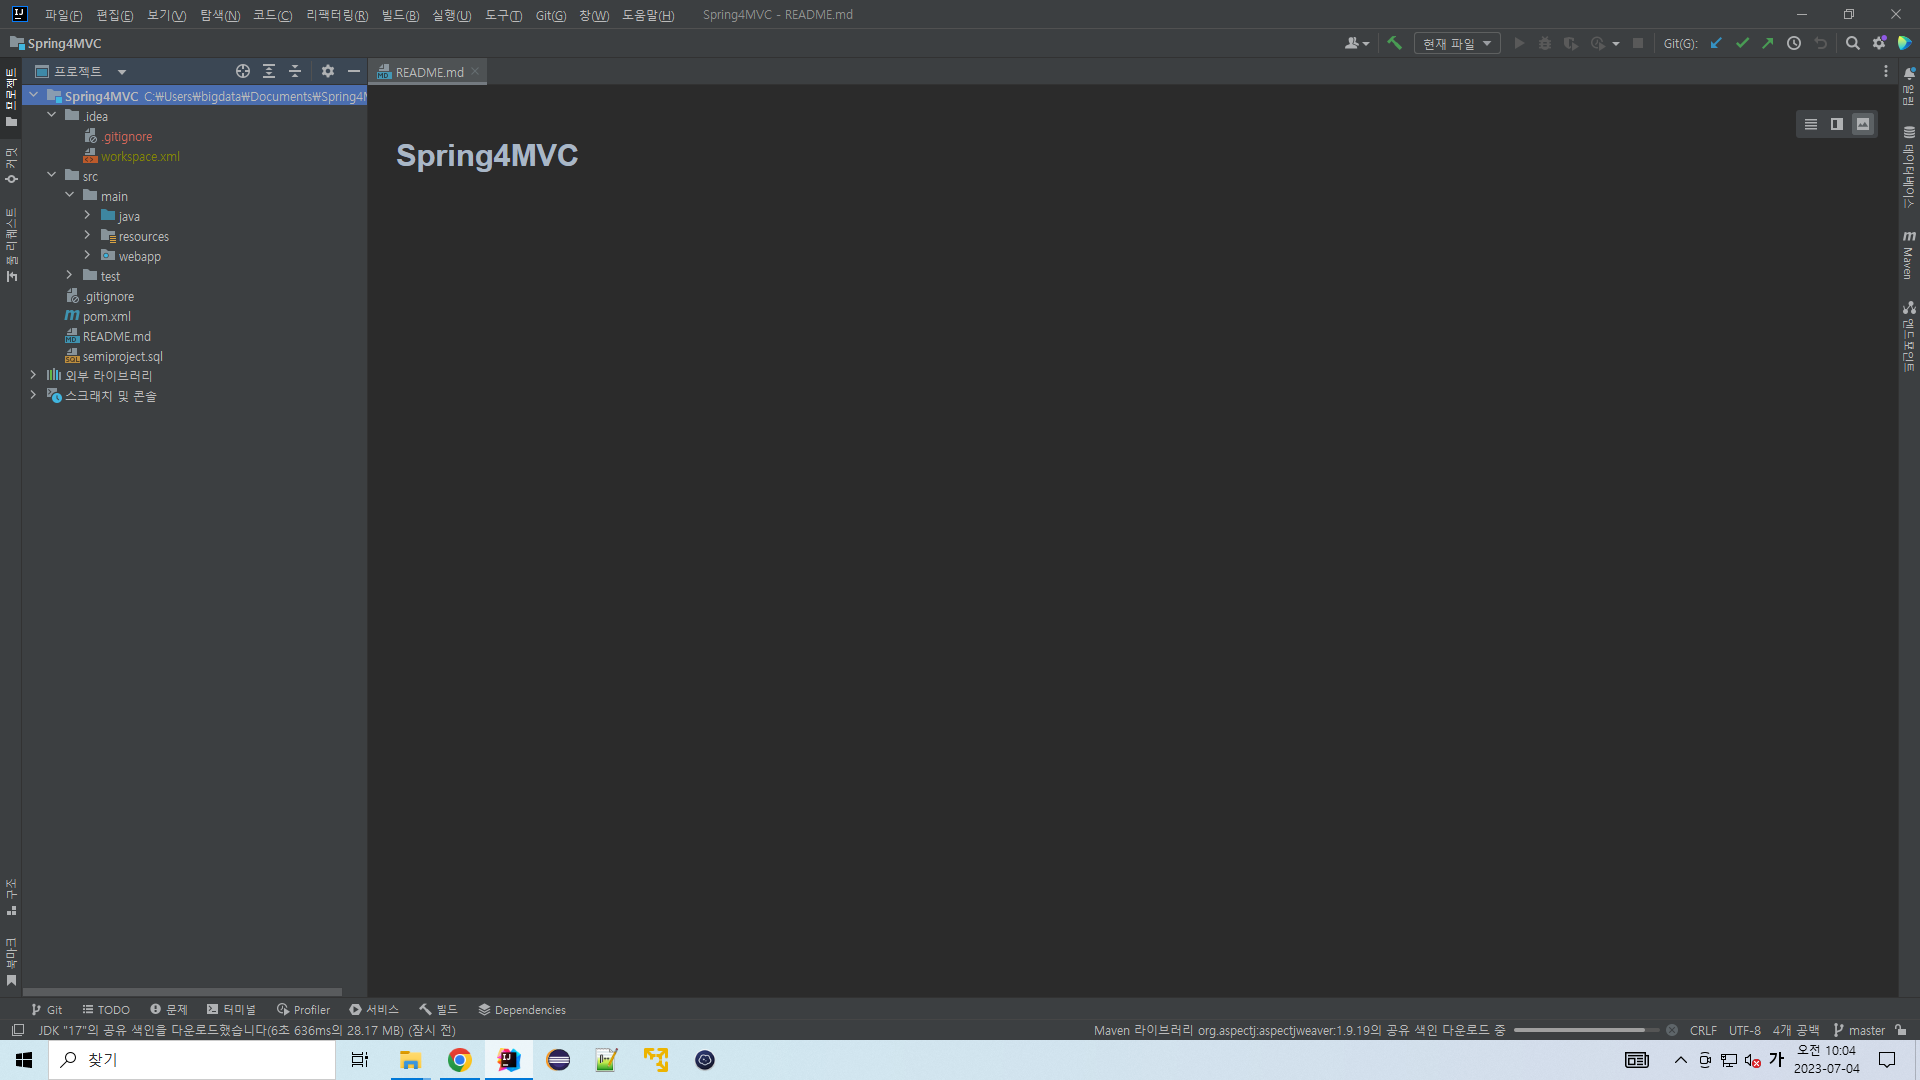 파일(F) 편집(E) 보기(V) 탐색(N) 코드(C) 리팩터링(R) 빌드(B) 실행(U) 도구(T) Git(G) 창(W) 도움말(H) Spring4MVC - README.md
Spring4MVC
현재 파일
Git(G):
프로젝트
README.md
Spring4MVC C:₩Users₩bigdata₩Documents₩Spring4M
.idea
.gitignore
workspace.xml
src
main
java
resources
webapp
test
.gitignore
pom.xml
README.md
semiproject.sql
외부 라이브러리
스크래치 및 콘솔
Spring4MVC
프로젝트
커밋
풀 리퀘스트
구조
북마크
알림
데이터베이스
Maven
엔드포인트
Git TODO 문제 터미널 Profiler 서비스 빌드 Dependencies
JDK "17"의 공유 색인을 다운로드했습니다(6초 636ms의 28.17 MB) (잠시 전)
Maven 라이브러리 org.aspectj:aspectjweaver:1.9.19의 공유 색인 다운로드 중
CRLF UTF-8 4개 공백 master
찾기
가
오전 10:04
2023-07-04